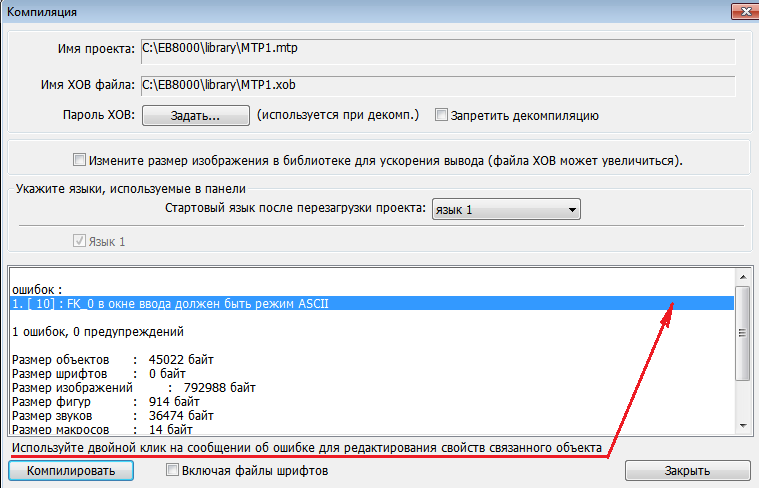 Компиляция
Имя проекта: C:\EB8000\library\MTP1.mtp
Имя XOB файла: C:\EB8000\library\MTP1.xob
Пароль XOB: Задать... (используется при декомп.) Запретить декомпиляцию
Измените размер изображения в библиотеке для ускорения вывода (файла XOB может увеличиться).
Укажите языки, используемые в панели
Стартовый язык после перезагрузки проекта: язык 1
Язык 1
ошибок :
1. [ 10] : FK_0 в окне ввода должен быть режим ASCII
1 ошибок, 0 предупреждений
Размер объектов : 45022 байт
Размер шрифтов : 0 байт
Размер изображений : 792988 байт
Размер фигур : 914 байт
Размер звуков : 36474 байт
Размер макросов : 14 байт
Используйте двойной клик на сообщении об ошибке для редактирования свойств связанного объекта
Компилировать Включая файлы шрифтов Закрыть